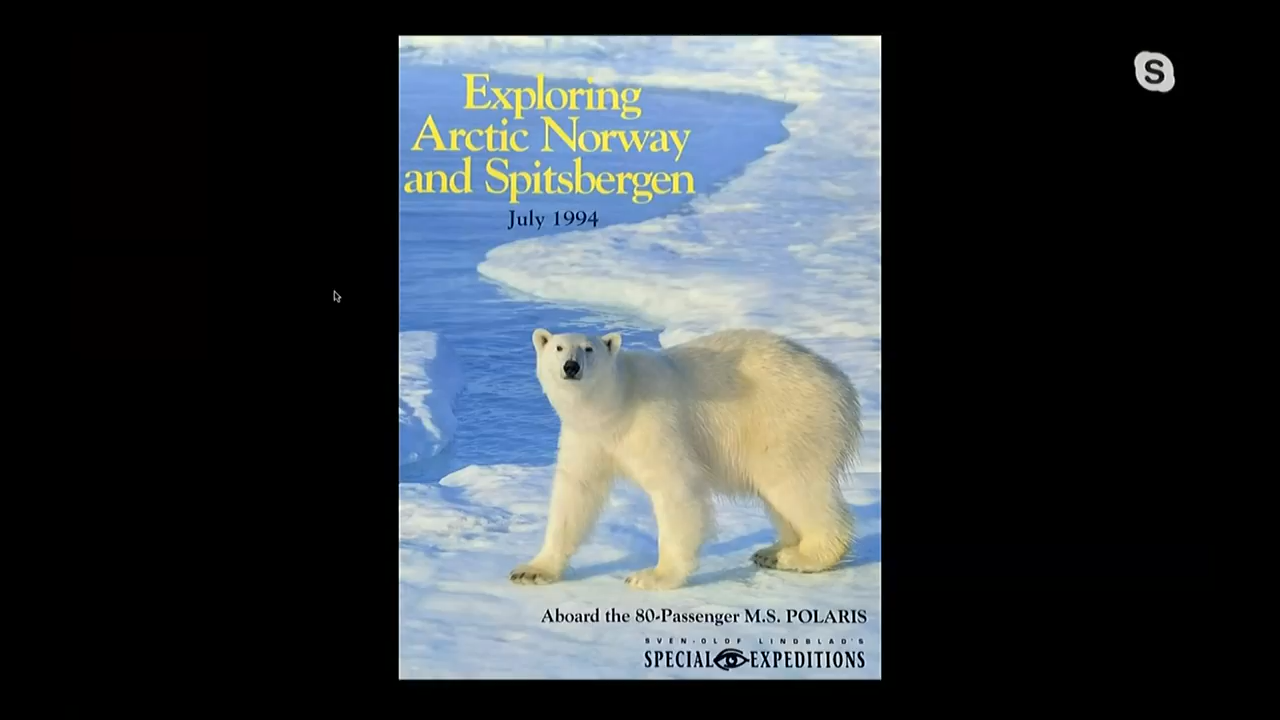 Exploring
Arctic Norway
and Spitsbergen
July 1994
Aboard the 80-Passenger M.S. POLARIS
SVEN-OLOF LINDBLAD'S
SPECIAL EXPEDITIONS
S